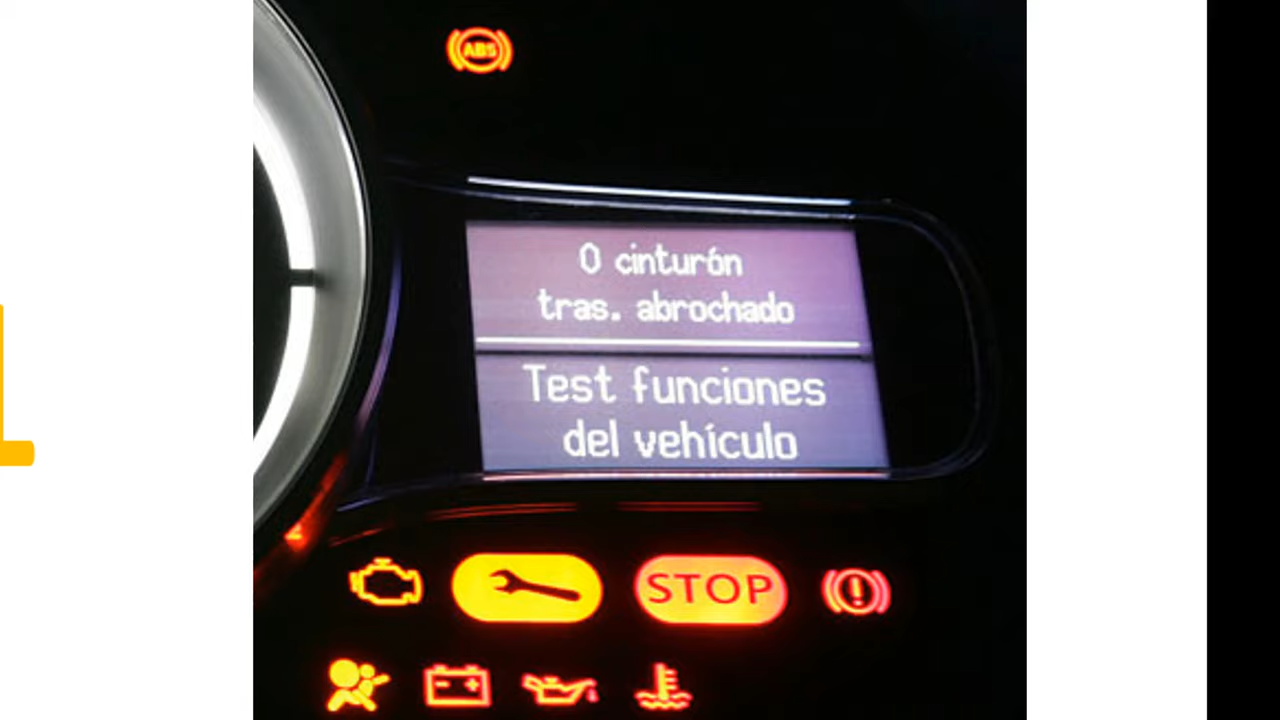 ABS
0 cinturón
tras. abrochado
Test funciones
del vehículo
STOP